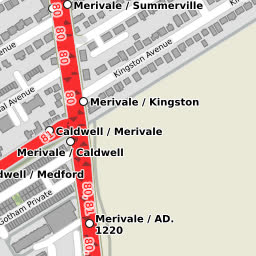 Merivale / Summerville
80
80
Kingston Avenue
80
al Avenue
Merivale / Kingston
80
81
Caldwell / Merivale
Merivale / Caldwell
dwell / Medford
80,81
Gotham Private
Merivale / AD.
1220
80